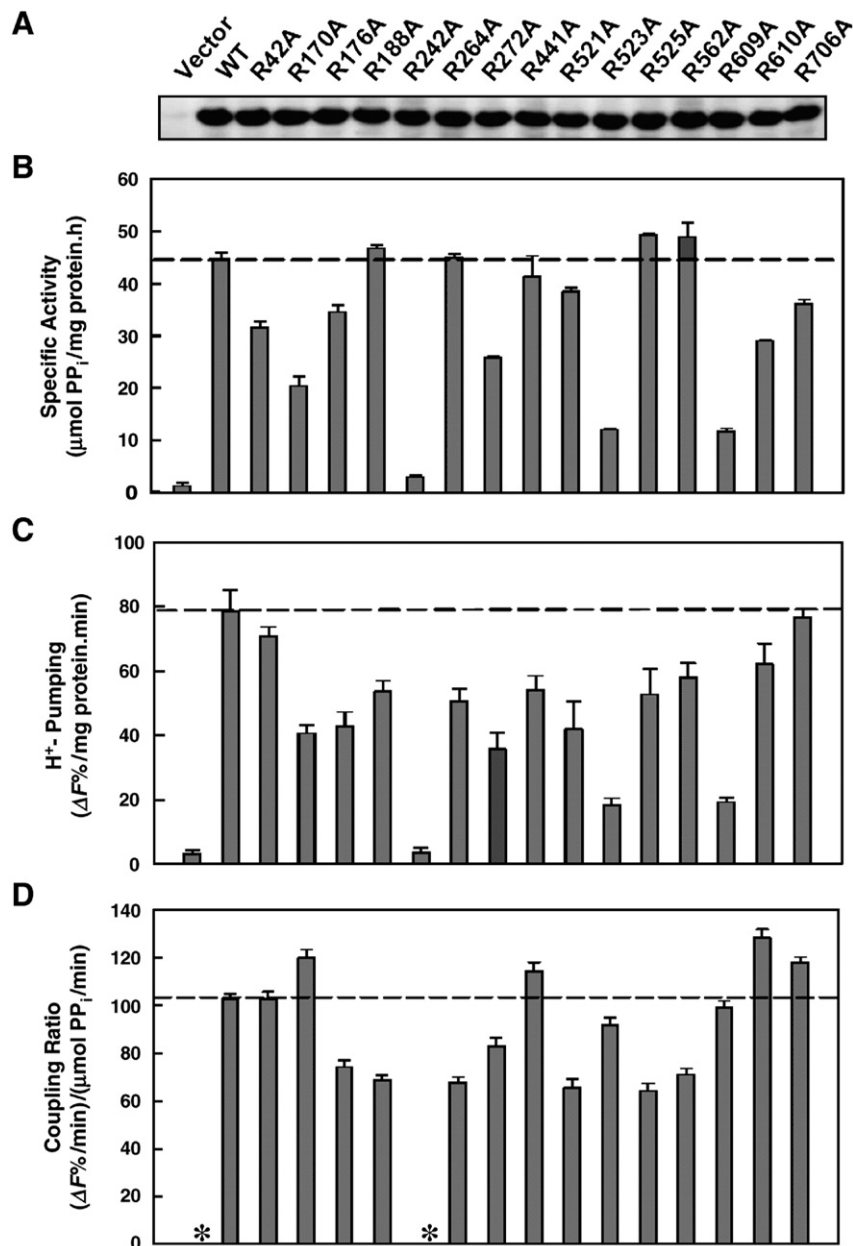 A
Vector WT R42A R170A R176A R188A R242A R264A R272A R441A R521A R523A R525A R562A R609A R610A R706A
B
60
50
40
30
20
10
0
Specific Activity
(μmol PPi/mg protein.h)
C
100
80
60
40
20
0
H+- Pumping
(ΔF%/mg protein.min)
D
140
120
100
80
60
40
20
0
Coupling Ratio
(ΔF%/min)/(μmol PPi/min)
* *